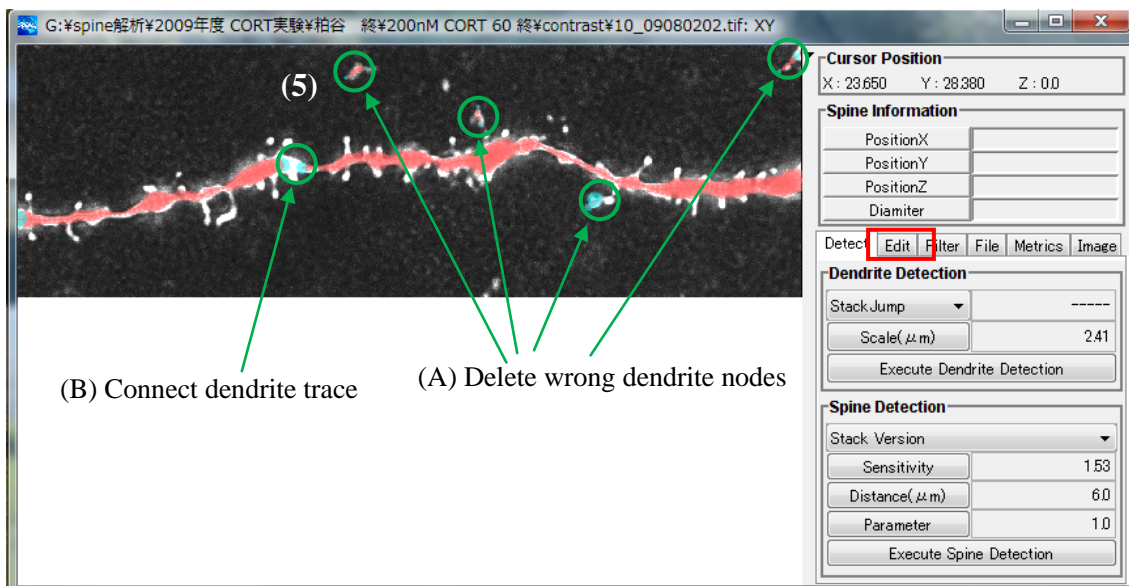 G:¥spine解析¥2009年度 CORT実験¥柏谷 終¥200nM CORT 60 終¥contrast¥10_09080202.tif: XY
(5)
(B) Connect dendrite trace
(A) Delete wrong dendrite nodes
Cursor Position
X : 23.650 Y : 28.380 Z : 0.0
Spine Information
PositionX
PositionY
PositionZ
Diamiter
Detect Edit Filter File Metrics Image
Dendrite Detection
Stack Jump -----
Scale(μm) 2.41
Execute Dendrite Detection
Spine Detection
Stack Version
Sensitivity 1.53
Distance(μm) 6.0
Parameter 1.0
Execute Spine Detection